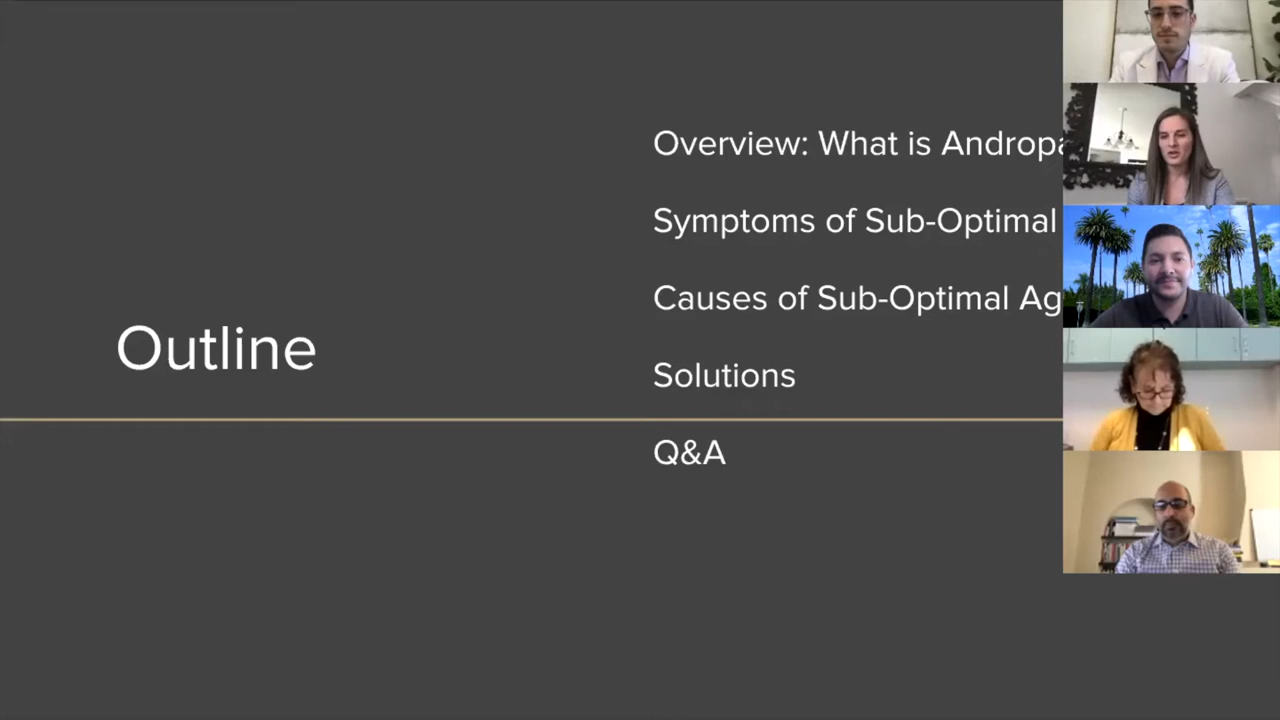 Outline
Overview: What is Andropa
Symptoms of Sub-Optimal
Causes of Sub-Optimal Ag
Solutions
Q&A